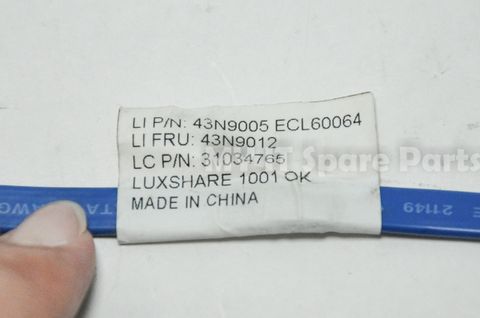 LI P/N: 43N9005 ECL60064
LI FRU: 43N9012
LC P/N: 31034765
LUXSHARE 1001 OK
MADE IN CHINA
Spare Parts
21149